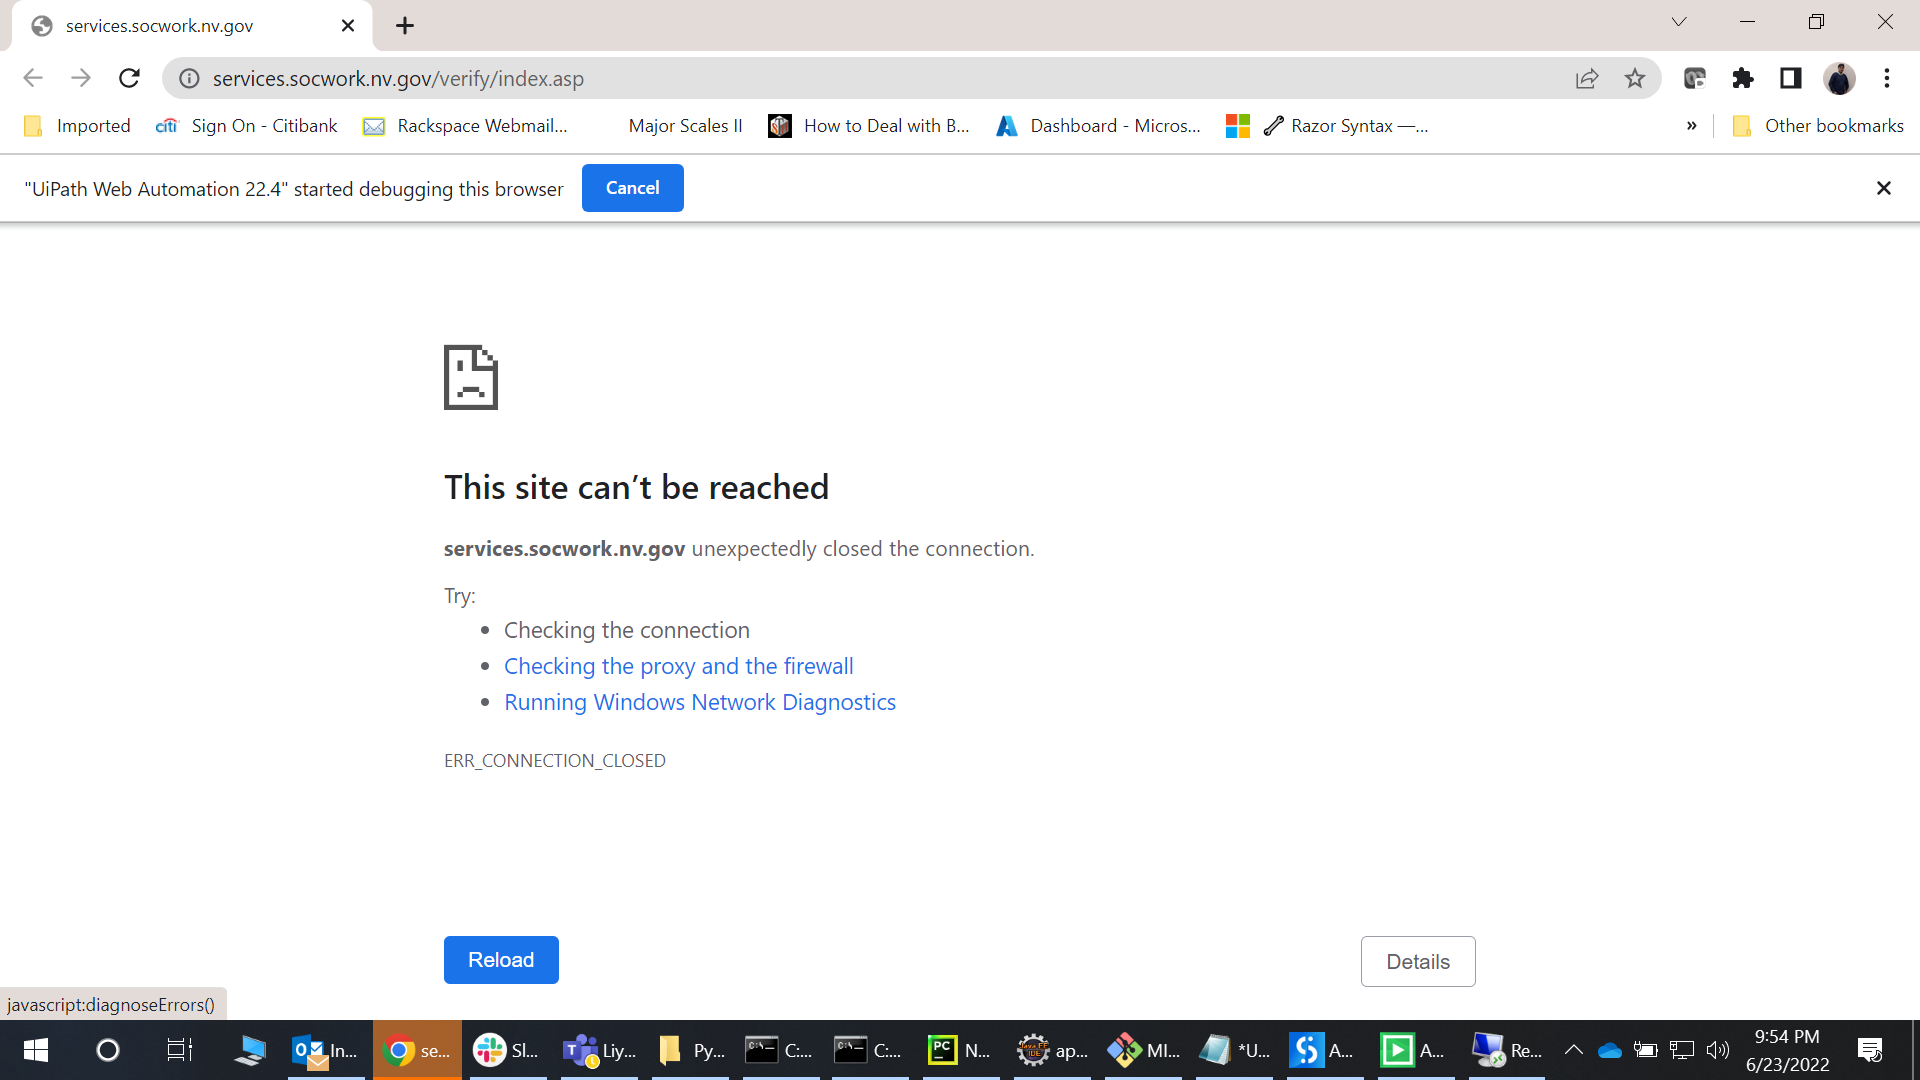 services.socwork.nv.gov
services.socwork.nv.gov/verify/index.asp
Imported
citi
Sign On - Citibank
Rackspace Webmail...
Major Scales II
How to Deal with B...
Dashboard - Micros...
Razor Syntax —...
»
Other bookmarks
"UiPath Web Automation 22.4" started debugging this browser
Cancel
This site can’t be reached
services.socwork.nv.gov unexpectedly closed the connection.
Try:
• Checking the connection
• Checking the proxy and the firewall
• Running Windows Network Diagnostics
ERR_CONNECTION_CLOSED
Reload
Details
javascript:diagnoseErrors()
In...
se...
Sl...
Liy...
Py...
C:...
C:...
PC
N...
ap...
MI...
*U...
A...
A...
Re...
9:54 PM
6/23/2022